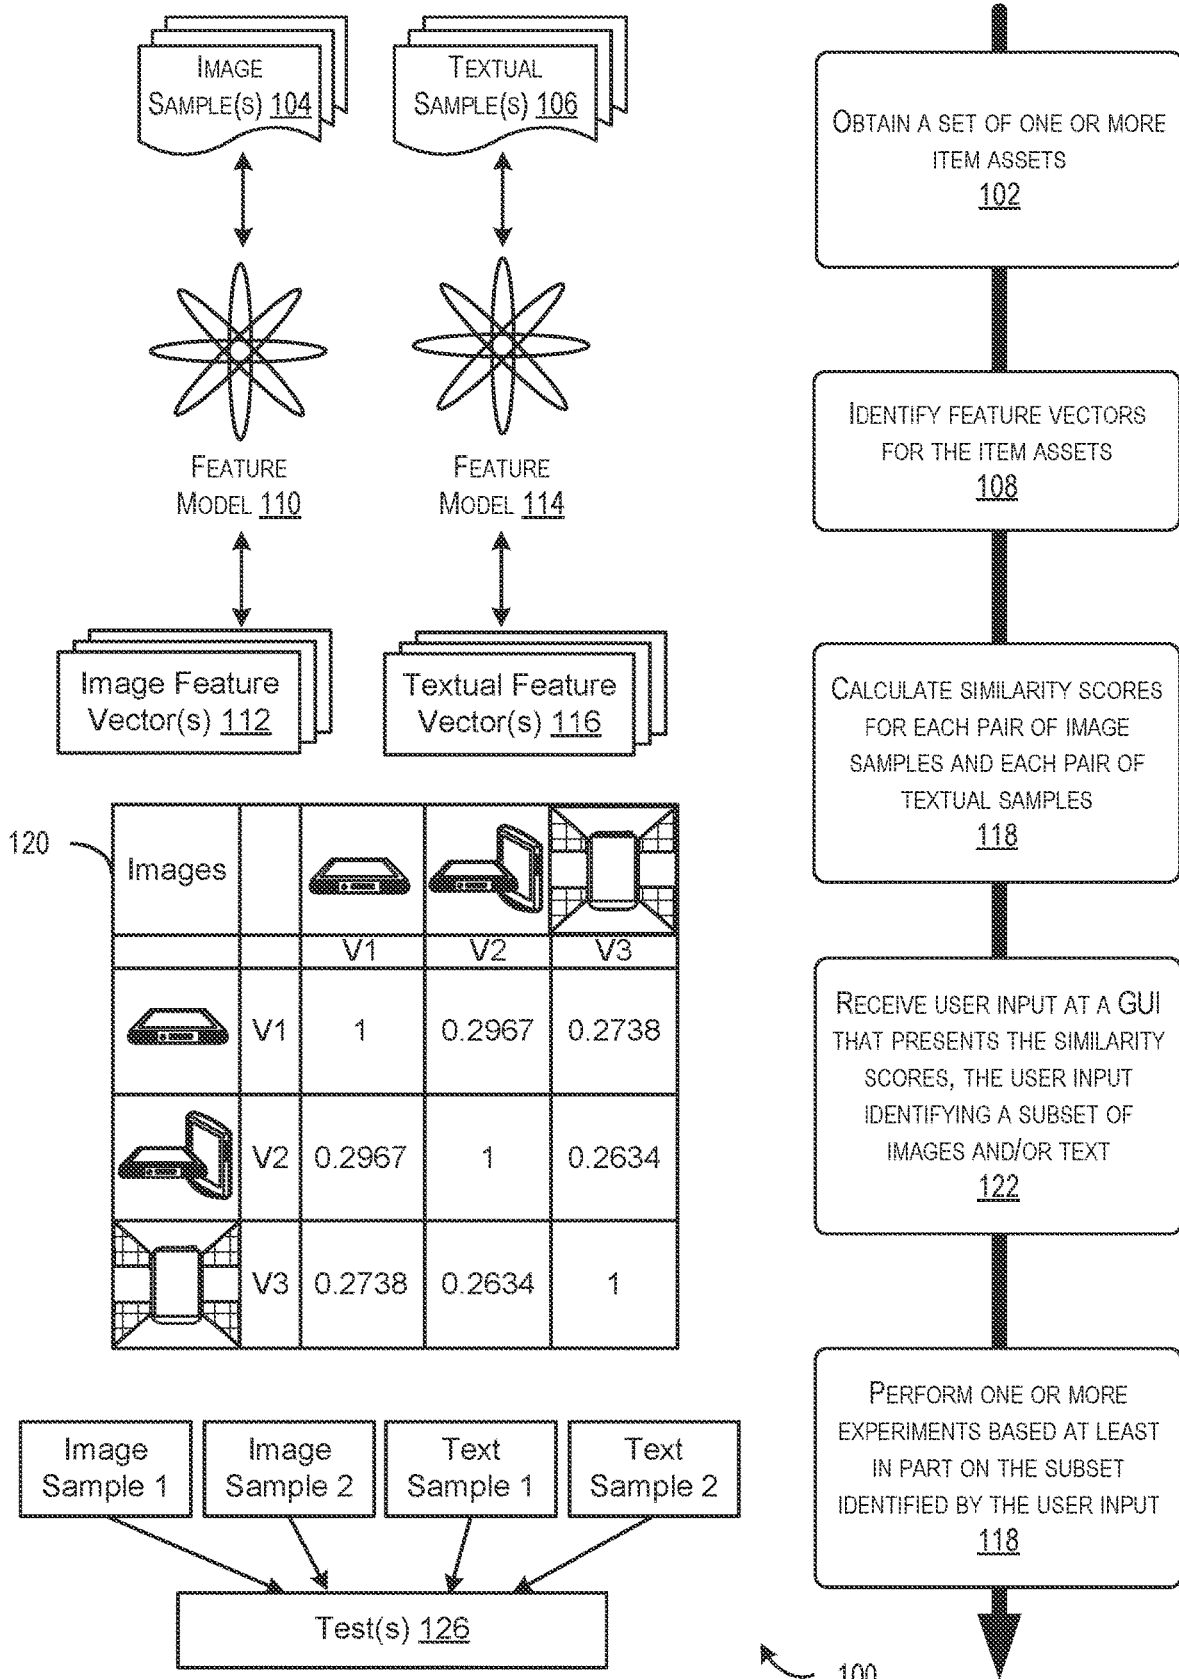 IMAGE
SAMPLE(S) 104
TEXTUAL
SAMPLE(S) 106
FEATURE
MODEL 110
FEATURE
MODEL 114
Image Feature
Vector(s) 112
Textual Feature
Vector(s) 116
120
Images
V1 V2 V3
V1 1 0.2967 0.2738
V2 0.2967 1 0.2634
V3 0.2738 0.2634 1
Image
Sample 1
Image
Sample 2
Text
Sample 1
Text
Sample 2
Test(s) 126
OBTAIN A SET OF ONE OR MORE
ITEM ASSETS
102
IDENTIFY FEATURE VECTORS
FOR THE ITEM ASSETS
108
CALCULATE SIMILARITY SCORES
FOR EACH PAIR OF IMAGE
SAMPLES AND EACH PAIR OF
TEXTUAL SAMPLES
118
RECEIVE USER INPUT AT A GUI
THAT PRESENTS THE SIMILARITY
SCORES, THE USER INPUT
IDENTIFYING A SUBSET OF
IMAGES AND/OR TEXT
122
PERFORM ONE OR MORE
EXPERIMENTS BASED AT LEAST
IN PART ON THE SUBSET
IDENTIFIED BY THE USER INPUT
118
100